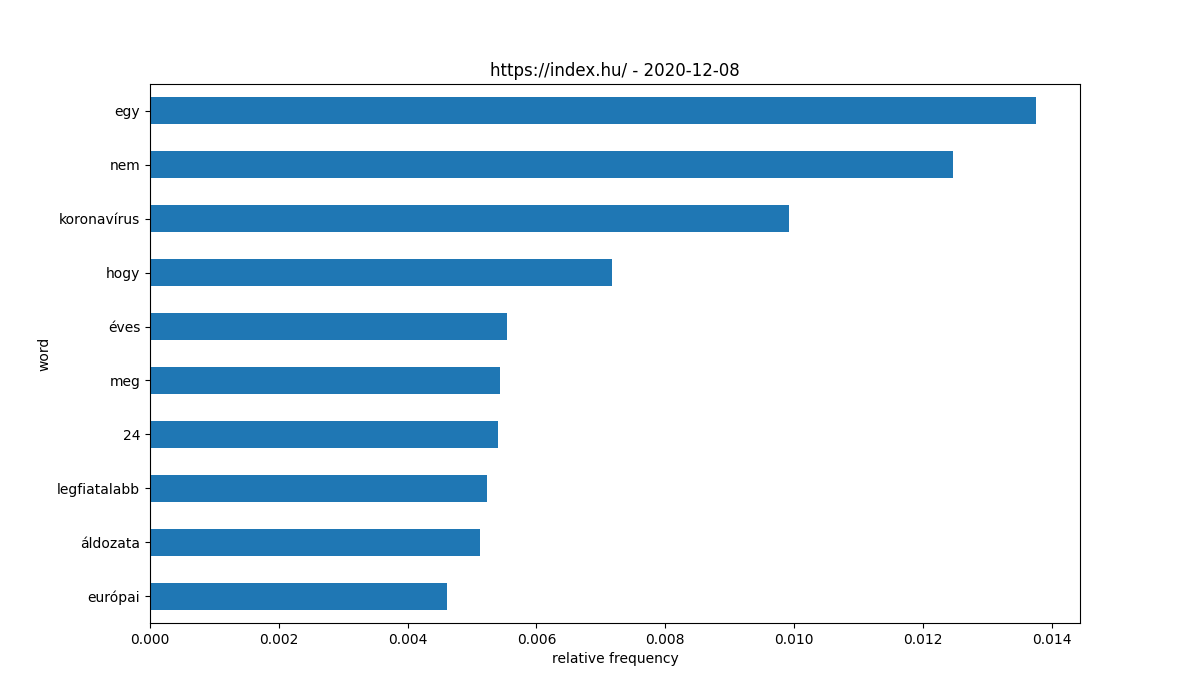 https://index.hu/ - 2020-12-08
egy
nem
koronavírus
hogy
éves
meg
24
legfiatalabb
áldozata
európai
word
0.000 0.002 0.004 0.006 0.008 0.010 0.012 0.014
relative frequency